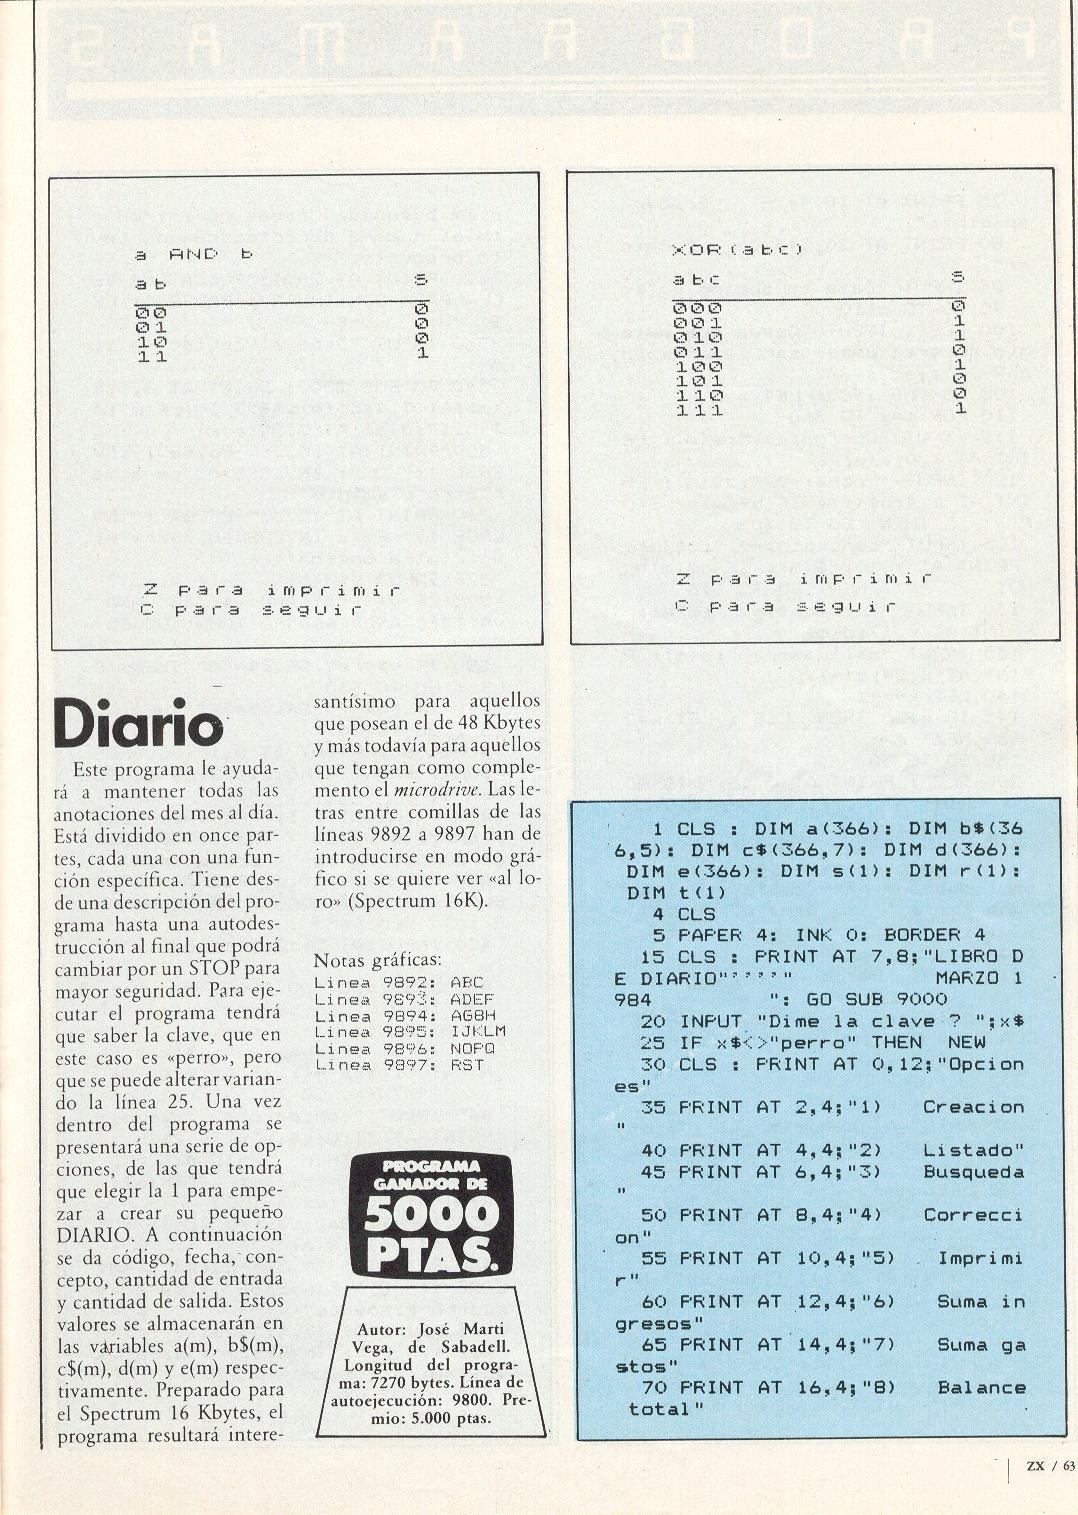 PROGRAMAS
a AND b
ab S
00 0
01 0
10 0
11 1
Z para imprimir
C para seguir
XOR(abc)
abc S
000 0
001 1
010 1
011 0
100 1
101 0
110 0
111 1
Z para imprimir
C para seguir
Diario
Este programa le ayuda-
rá a mantener todas las
anotaciones del mes al día.
Está dividido en once par-
tes, cada una con una fun-
ción específica. Tiene des-
de una descripción del pro-
grama hasta una autodes-
trucción al final que podrá
cambiar por un STOP para
mayor seguridad. Para eje-
cutar el programa tendrá
que saber la clave, que en
este caso es «perro», pero
que se puede alterar varian-
do la línea 25. Una vez
dentro del programa se
presentará una serie de op-
ciones, de las que tendrá
que elegir la 1 para empe-
zar a crear su pequeño
DIARIO. A continuación
se da código, fecha, con-
cepto, cantidad de entrada
y cantidad de salida. Estos
valores se almacenarán en
las variables a(m), b$(m),
c$(m), d(m) y e(m) respec-
tivamente. Preparado para
el Spectrum 16 Kbytes, el
programa resultará intere-
santísimo para aquellos
que posean el de 48 Kbytes
y más todavía para aquellos
que tengan como comple-
mento el microdrive. Las le-
tras entre comillas de las
líneas 9892 a 9897 han de
introducirse en modo grá-
fico si se quiere ver «al lo-
ro» (Spectrum 16K).
Notas gráficas:
Linea 9892: ABC
Linea 9893: ADEF
Linea 9894: AGBH
Linea 9895: IJKLM
Linea 9896: NOPQ
Linea 9897: RST
PROGRAMA
GANADOR DE
5000
PTAS.
Autor: José Marti
Vega, de Sabadell.
Longitud del progra-
ma: 7270 bytes. Línea de
autoejecución: 9800. Pre-
mio: 5.000 ptas.
1 CLS : DIM a(366): DIM b$(36
6,5): DIM c$(366,7): DIM d(366):
DIM e(366): DIM s(1): DIM r(1):
DIM t(1)
4 CLS
5 PAPER 4: INK 0: BORDER 4
15 CLS : PRINT AT 7,8;"LIBRO D
E DIARIO"''''" MARZO 1
984 ": GO SUB 9000
20 INPUT "Dime la clave ? ";x$
25 IF x$<>"perro" THEN NEW
30 CLS : PRINT AT 0,12;"Opcion
es"
35 PRINT AT 2,4;"1) Creacion
"
40 PRINT AT 4,4;"2) Listado"
45 PRINT AT 6,4;"3) Busqueda
"
50 PRINT AT 8,4;"4) Correcci
on"
55 PRINT AT 10,4;"5) Imprimi
r"
60 PRINT AT 12,4;"6) Suma in
gresos"
65 PRINT AT 14,4;"7) Suma ga
stos"
70 PRINT AT 16,4;"8) Balance
total"
ZX / 63